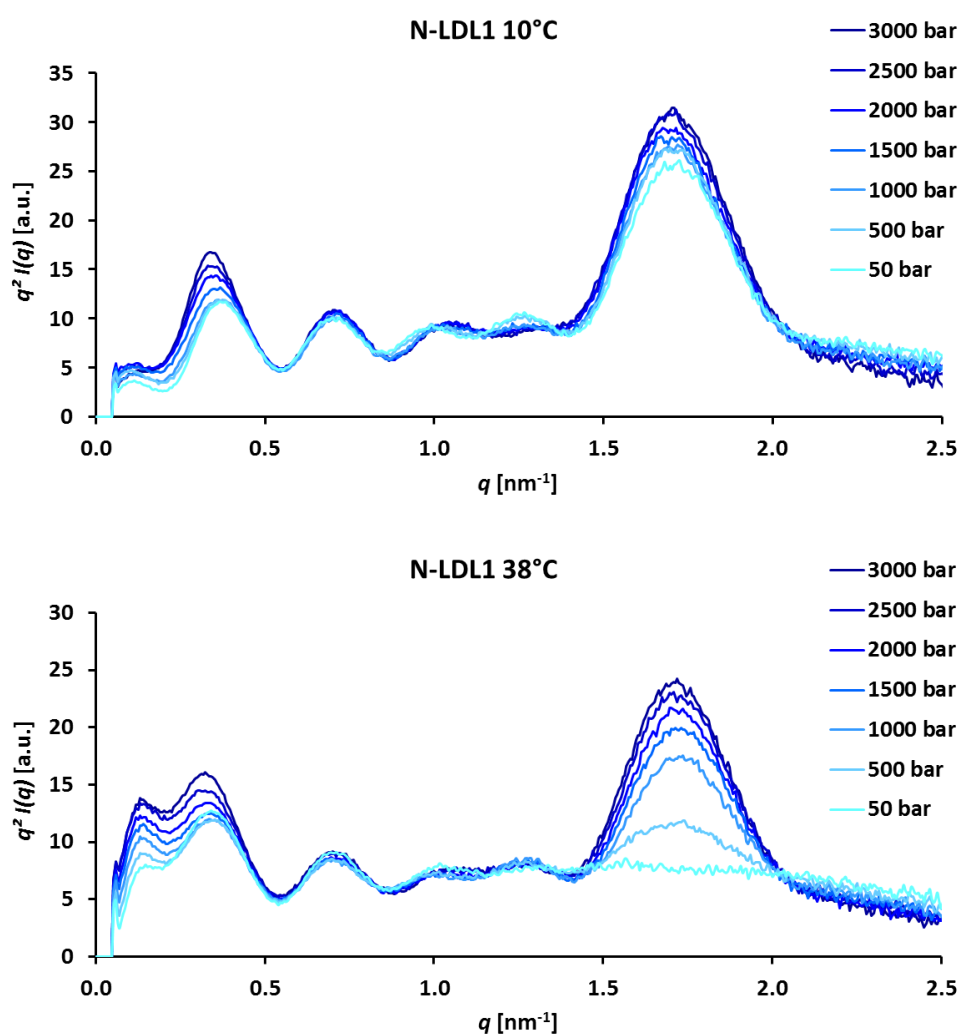 N-LDL1 10°C
3000 bar
2500 bar
2000 bar
1500 bar
1000 bar
500 bar
50 bar
q² I(q) [a.u.]
35
30
25
20
15
10
5
0
0.0 0.5 1.0 1.5 2.0 2.5
q [nm⁻¹]
N-LDL1 38°C
3000 bar
2500 bar
2000 bar
1500 bar
1000 bar
500 bar
50 bar
q² I(q) [a.u.]
30
25
20
15
10
5
0
0.0 0.5 1.0 1.5 2.0 2.5
q [nm⁻¹]